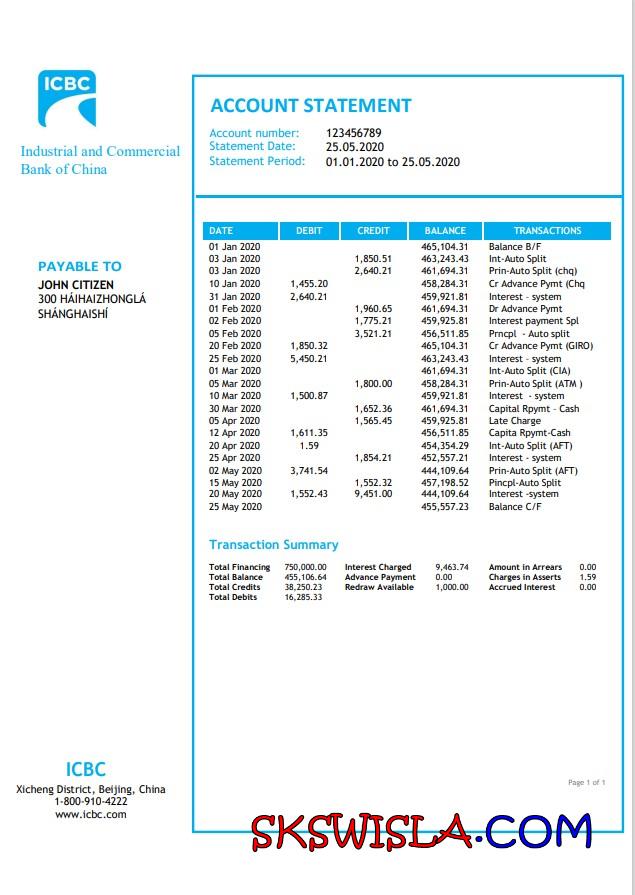 ICBC
Industrial and Commercial
Bank of China
ACCOUNT STATEMENT
Account number: 123456789
Statement Date: 25.05.2020
Statement Period: 01.01.2020 to 25.05.2020
PAYABLE TO
JOHN CITIZEN
300 HÁIHAIZHONGLÁ
SHÁNGHAISHÍ
DATE DEBIT CREDIT BALANCE TRANSACTIONS
01 Jan 2020 465,104.31 Balance B/F
03 Jan 2020 1,850.51 463,243.43 Int-Auto Split
03 Jan 2020 2,640.21 461,694.31 Prin-Auto Split (chq)
10 Jan 2020 1,455.20 458,284.31 Cr Advance Pymt (Chq
31 Jan 2020 2,640.21 459,921.81 Interest - system
01 Feb 2020 1,960.65 461,694.31 Dr Advance Pymt
02 Feb 2020 1,775.21 459,925.81 Interest payment Spl
05 Feb 2020 3,521.21 456,511.85 Prncpl - Auto split
20 Feb 2020 1,850.32 465,104.31 Cr Advance Pymt (GIRO)
25 Feb 2020 5,450.21 463,243.43 Interest - system
01 Mar 2020 461,694.31 Int-Auto Split (CIA)
05 Mar 2020 1,800.00 458,284.31 Prin-Auto Split (ATM )
10 Mar 2020 1,500.87 459,921.81 Interest - system
30 Mar 2020 1,652.36 461,694.31 Capital Rpymt - Cash
05 Apr 2020 1,565.45 459,925.81 Late Charge
12 Apr 2020 1,611.35 456,511.85 Capita Rpymt-Cash
20 Apr 2020 1.59 454,354.29 Int-Auto Split (AFT)
25 Apr 2020 1,854.21 452,557.21 Interest - system
02 May 2020 3,741.54 444,109.64 Prin-Auto Split (AFT)
15 May 2020 1,552.32 457,198.52 Pincpl-Auto Split
20 May 2020 1,552.43 9,451.00 444,109.64 Interest -system
25 May 2020 455,557.23 Balance C/F
Transaction Summary
Total Financing 750,000.00 Interest Charged 9,463.74 Amount in Arrears 0.00
Total Balance 455,106.64 Advance Payment 0.00 Charges in Asserts 1.59
Total Credits 38,250.23 Redraw Available 1,000.00 Accrued Interest 0.00
Total Debits 16,285.33
ICBC
Xicheng District, Beijing, China
1-800-910-4222
www.icbc.com
Page 1 of 1
SKSWISLA.COM